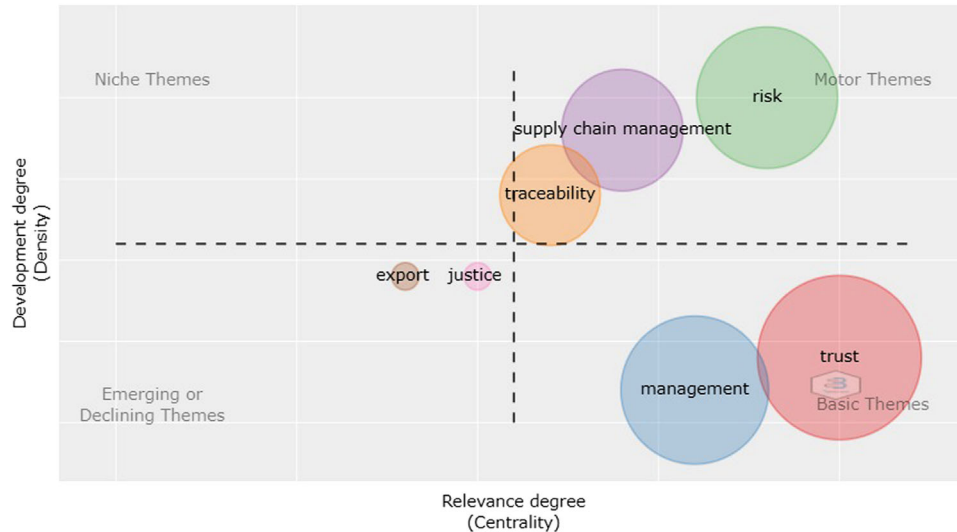 Niche Themes
Motor Themes
risk
supply chain management
traceability
export
justice
trust
management
Emerging or
Declining Themes
Basic Themes
Development degree
(Density)
Relevance degree
(Centrality)